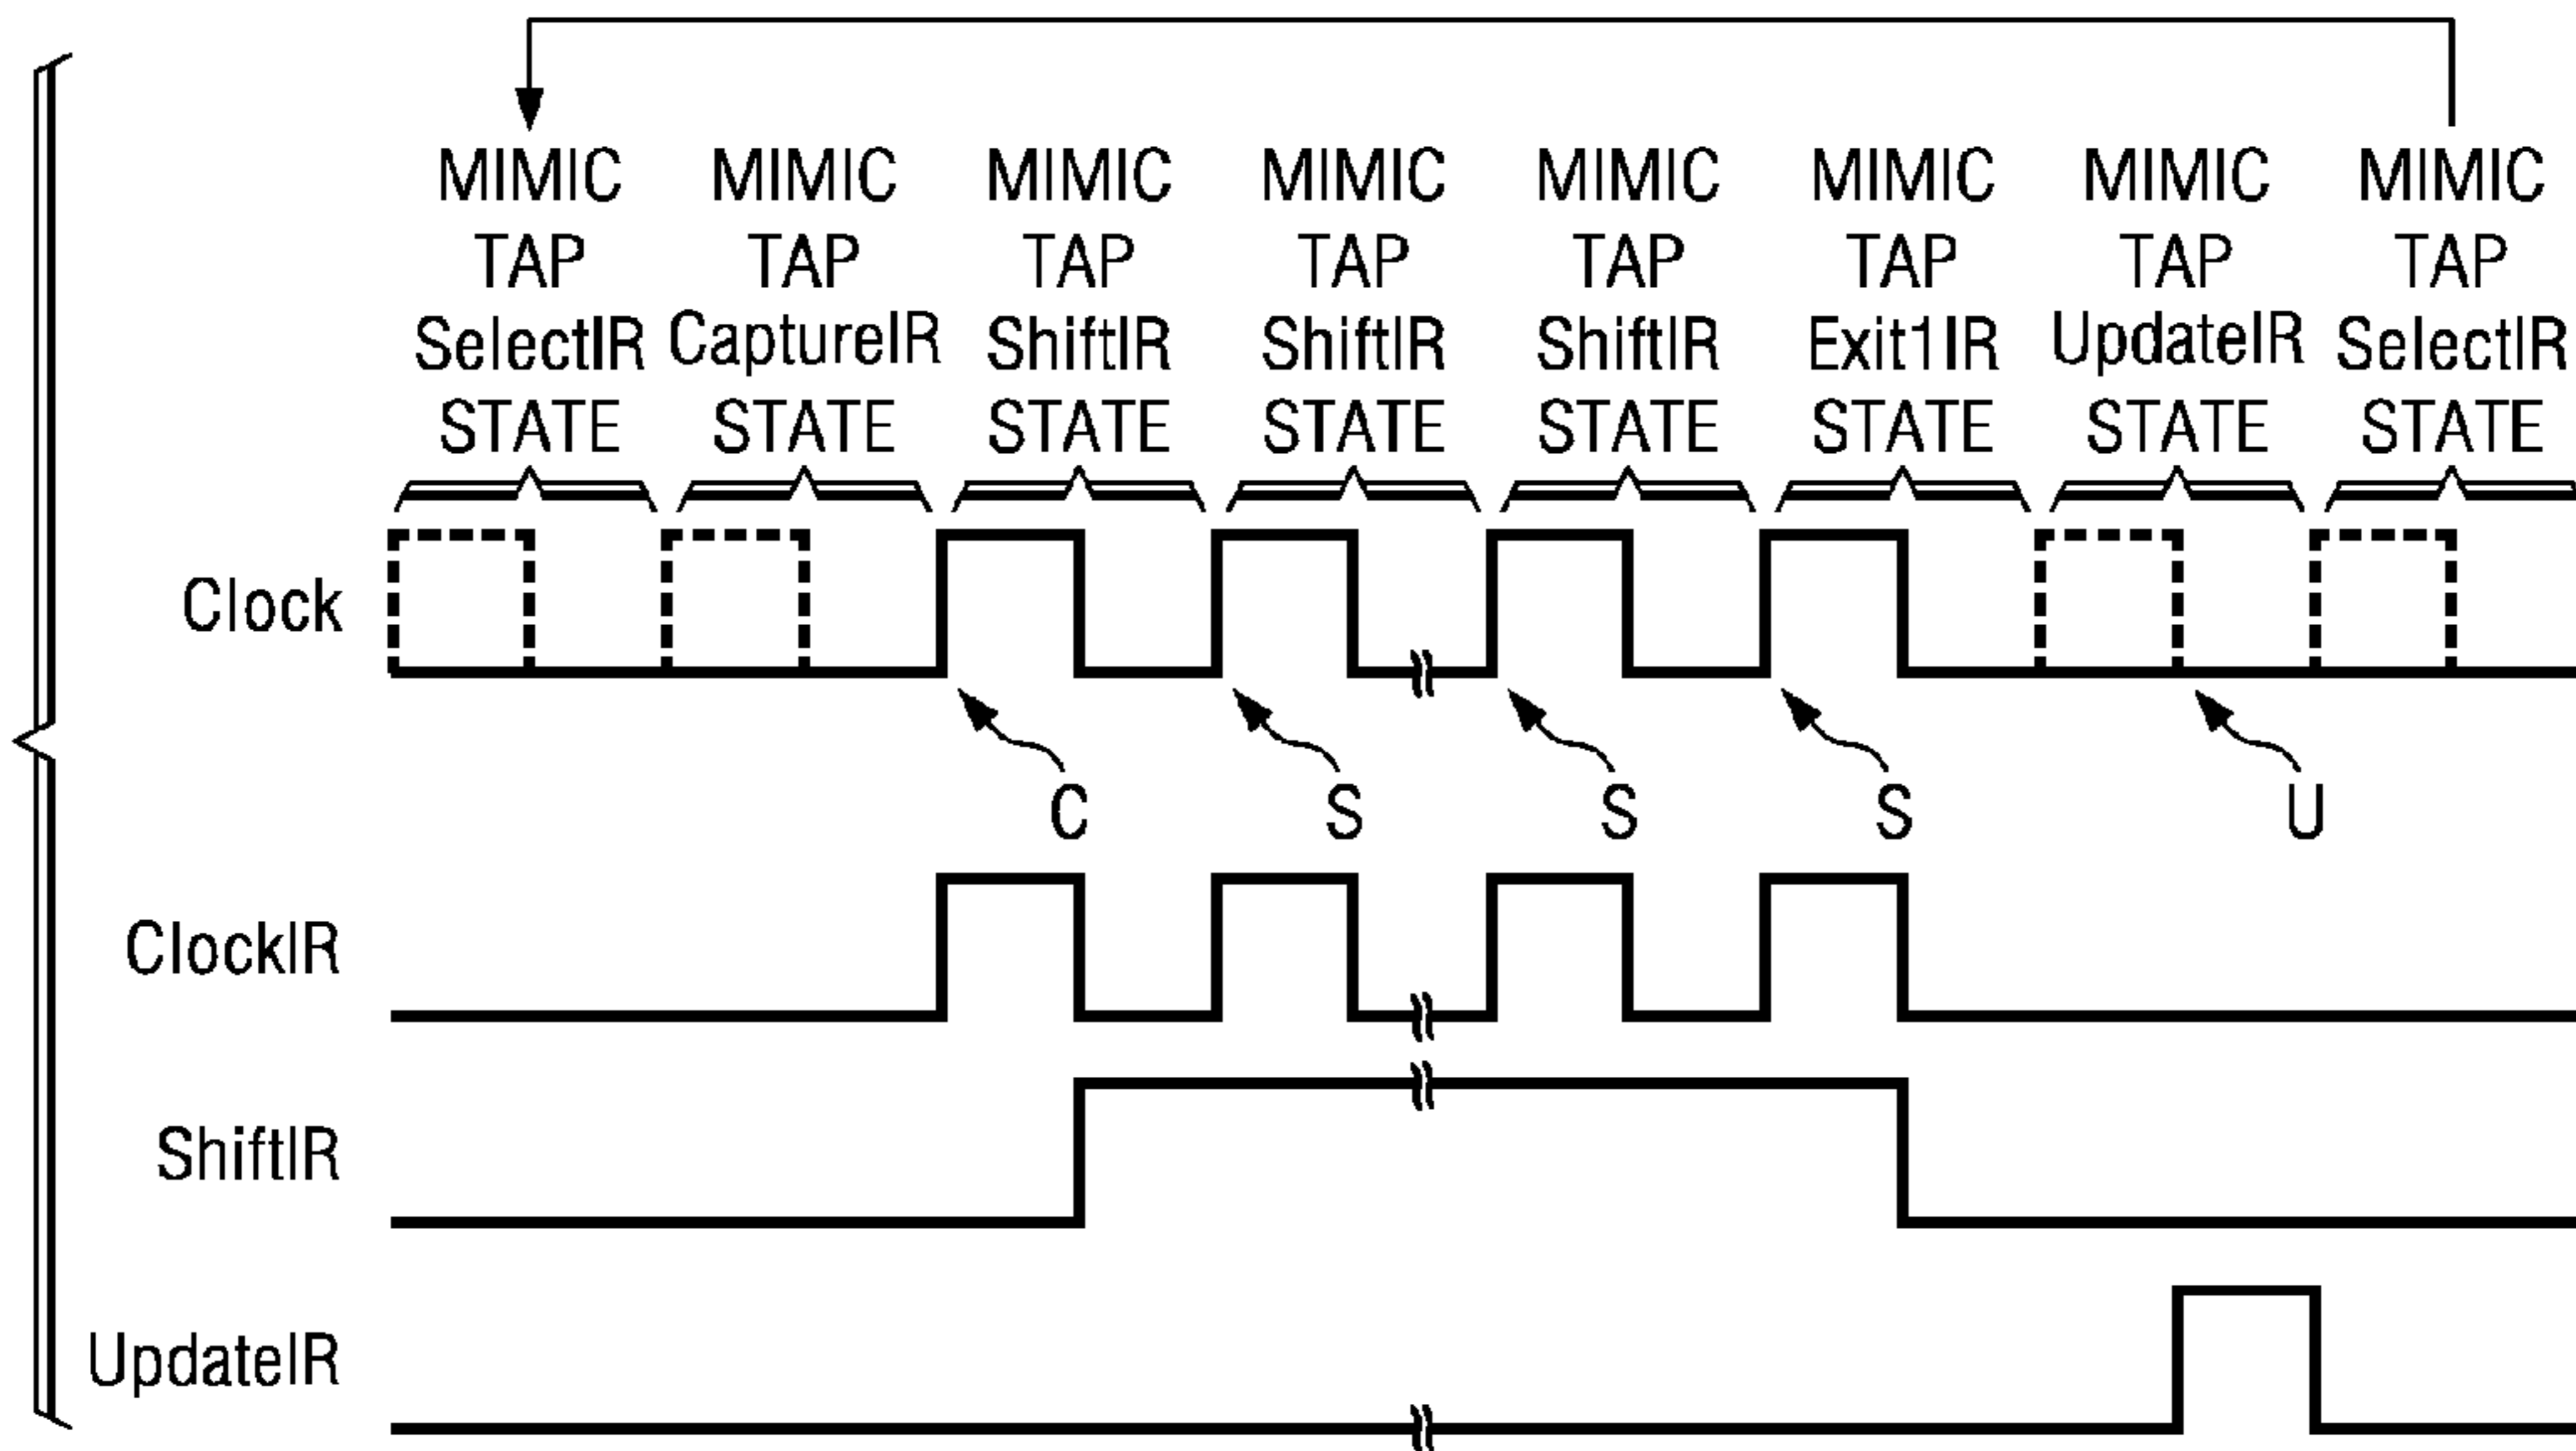 MIMIC MIMIC MIMIC MIMIC MIMIC MIMIC MIMIC MIMIC
TAP TAP TAP TAP TAP TAP TAP TAP
SelectIR CaptureIR ShiftIR ShiftIR ShiftIR Exit1IR UpdateIR SelectIR
STATE STATE STATE STATE STATE STATE STATE STATE
Clock
C S S S U
ClockIR
ShiftIR
UpdateIR